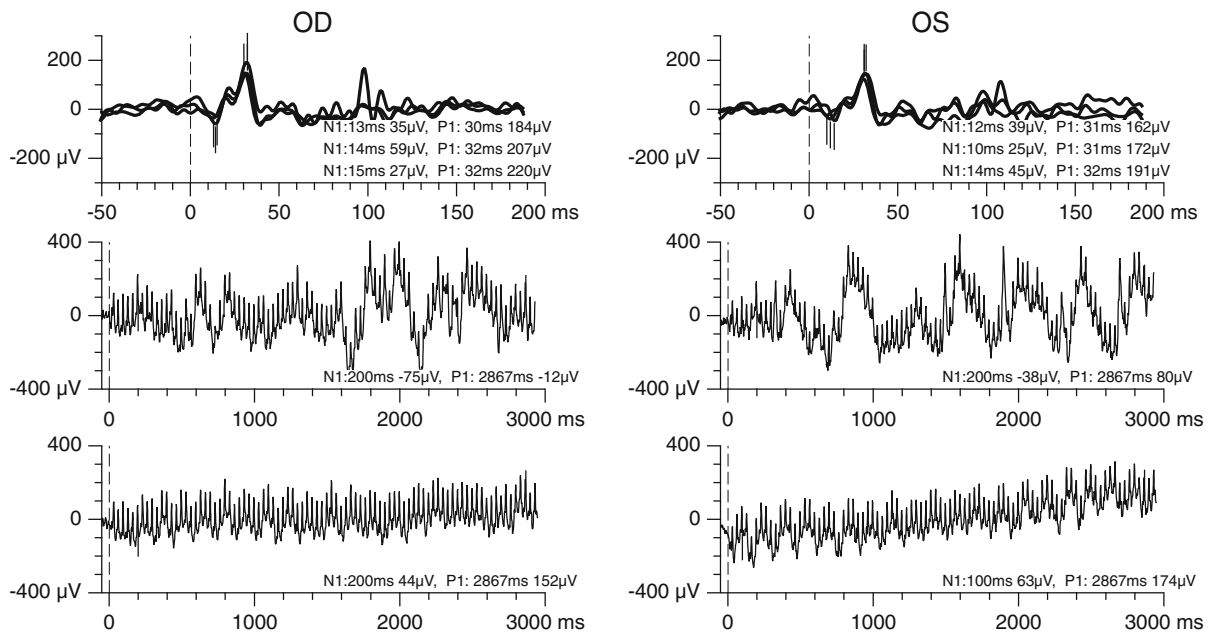 OD
OS
200
0
-200 µV
N1:13ms 35µV, P1: 30ms 184µV
N1:14ms 59µV, P1: 32ms 207µV
N1:15ms 27µV, P1: 32ms 220µV
-50 0 50 100 150 200 ms
200
0
-200 µV
N1:12ms 39µV, P1: 31ms 162µV
N1:10ms 25µV, P1: 31ms 172µV
N1:14ms 45µV, P1: 32ms 191µV
-50 0 50 100 150 200 ms
400
0
-400 µV
N1:200ms -75µV, P1: 2867ms -12µV
0 1000 2000 3000 ms
400
0
-400 µV
N1:200ms -38µV, P1: 2867ms 80µV
0 1000 2000 3000 ms
400
0
-400 µV
N1:200ms 44µV, P1: 2867ms 152µV
0 1000 2000 3000 ms
400
0
-400 µV
N1:100ms 63µV, P1: 2867ms 174µV
0 1000 2000 3000 ms